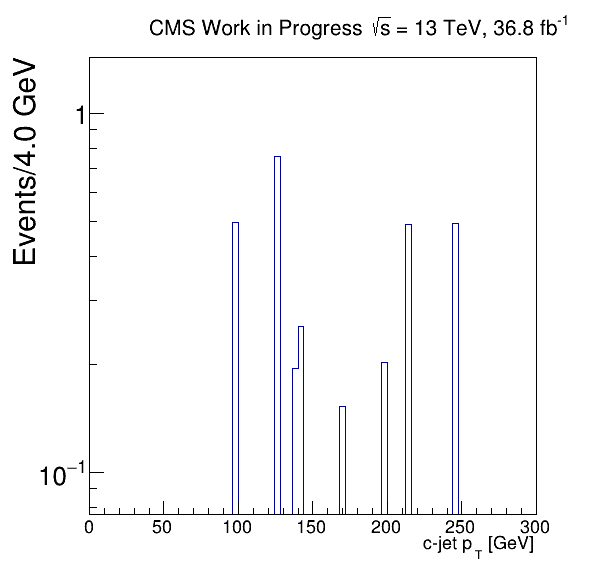 CMS Work in Progress √s = 13 TeV, 36.8 fb⁻¹
Events/4.0 GeV
1
10⁻¹
0 50 100 150 200 250 300
c-jet p_T [GeV]